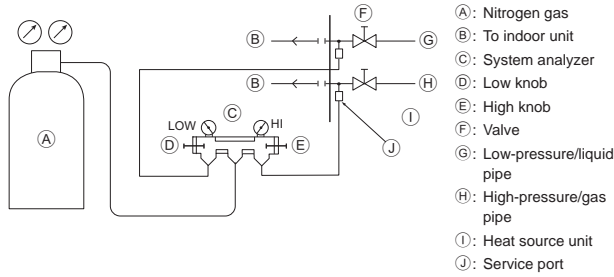 Ⓕ
Ⓑ
Ⓖ
Ⓑ
Ⓗ
Ⓒ
Ⓘ
LOW
HI
Ⓐ
Ⓓ
Ⓔ
Ⓙ
Ⓐ: Nitrogen gas
Ⓑ: To indoor unit
Ⓒ: System analyzer
Ⓓ: Low knob
Ⓔ: High knob
Ⓕ: Valve
Ⓖ: Low-pressure/liquid
pipe
Ⓗ: High-pressure/gas
pipe
Ⓘ: Heat source unit
Ⓙ: Service port